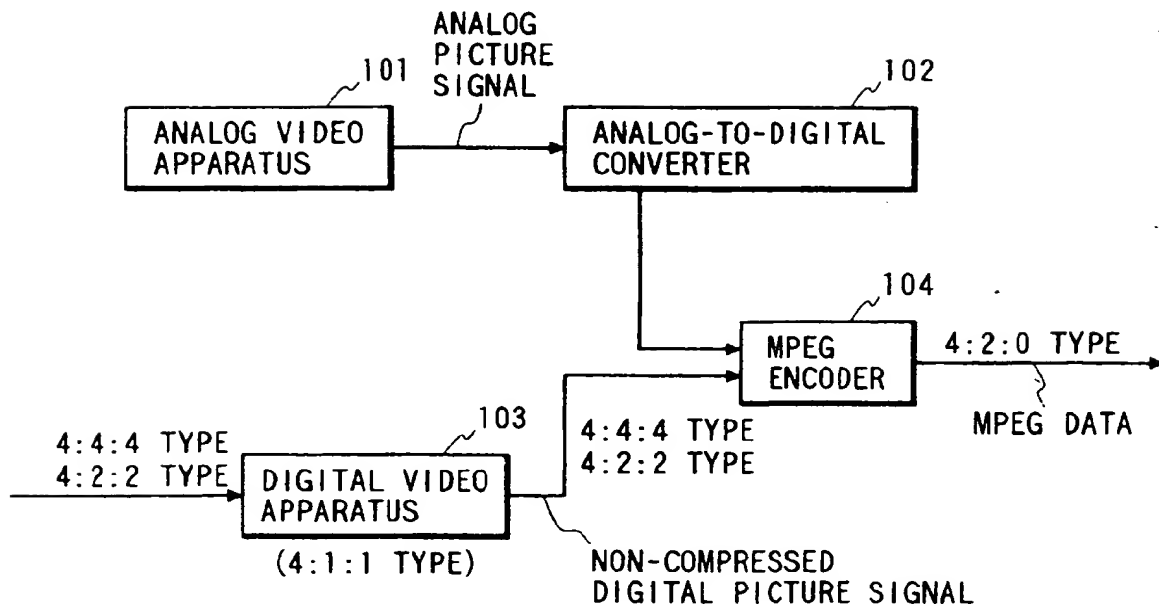 ANALOG
PICTURE
SIGNAL
101
102
ANALOG VIDEO
APPARATUS
ANALOG-TO-DIGITAL
CONVERTER
104
MPEG
ENCODER
4:2:0 TYPE
MPEG DATA
103
4:4:4 TYPE
4:2:2 TYPE
4:4:4 TYPE
4:2:2 TYPE
DIGITAL VIDEO
APPARATUS
(4:1:1 TYPE)
NON-COMPRESSED
DIGITAL PICTURE SIGNAL